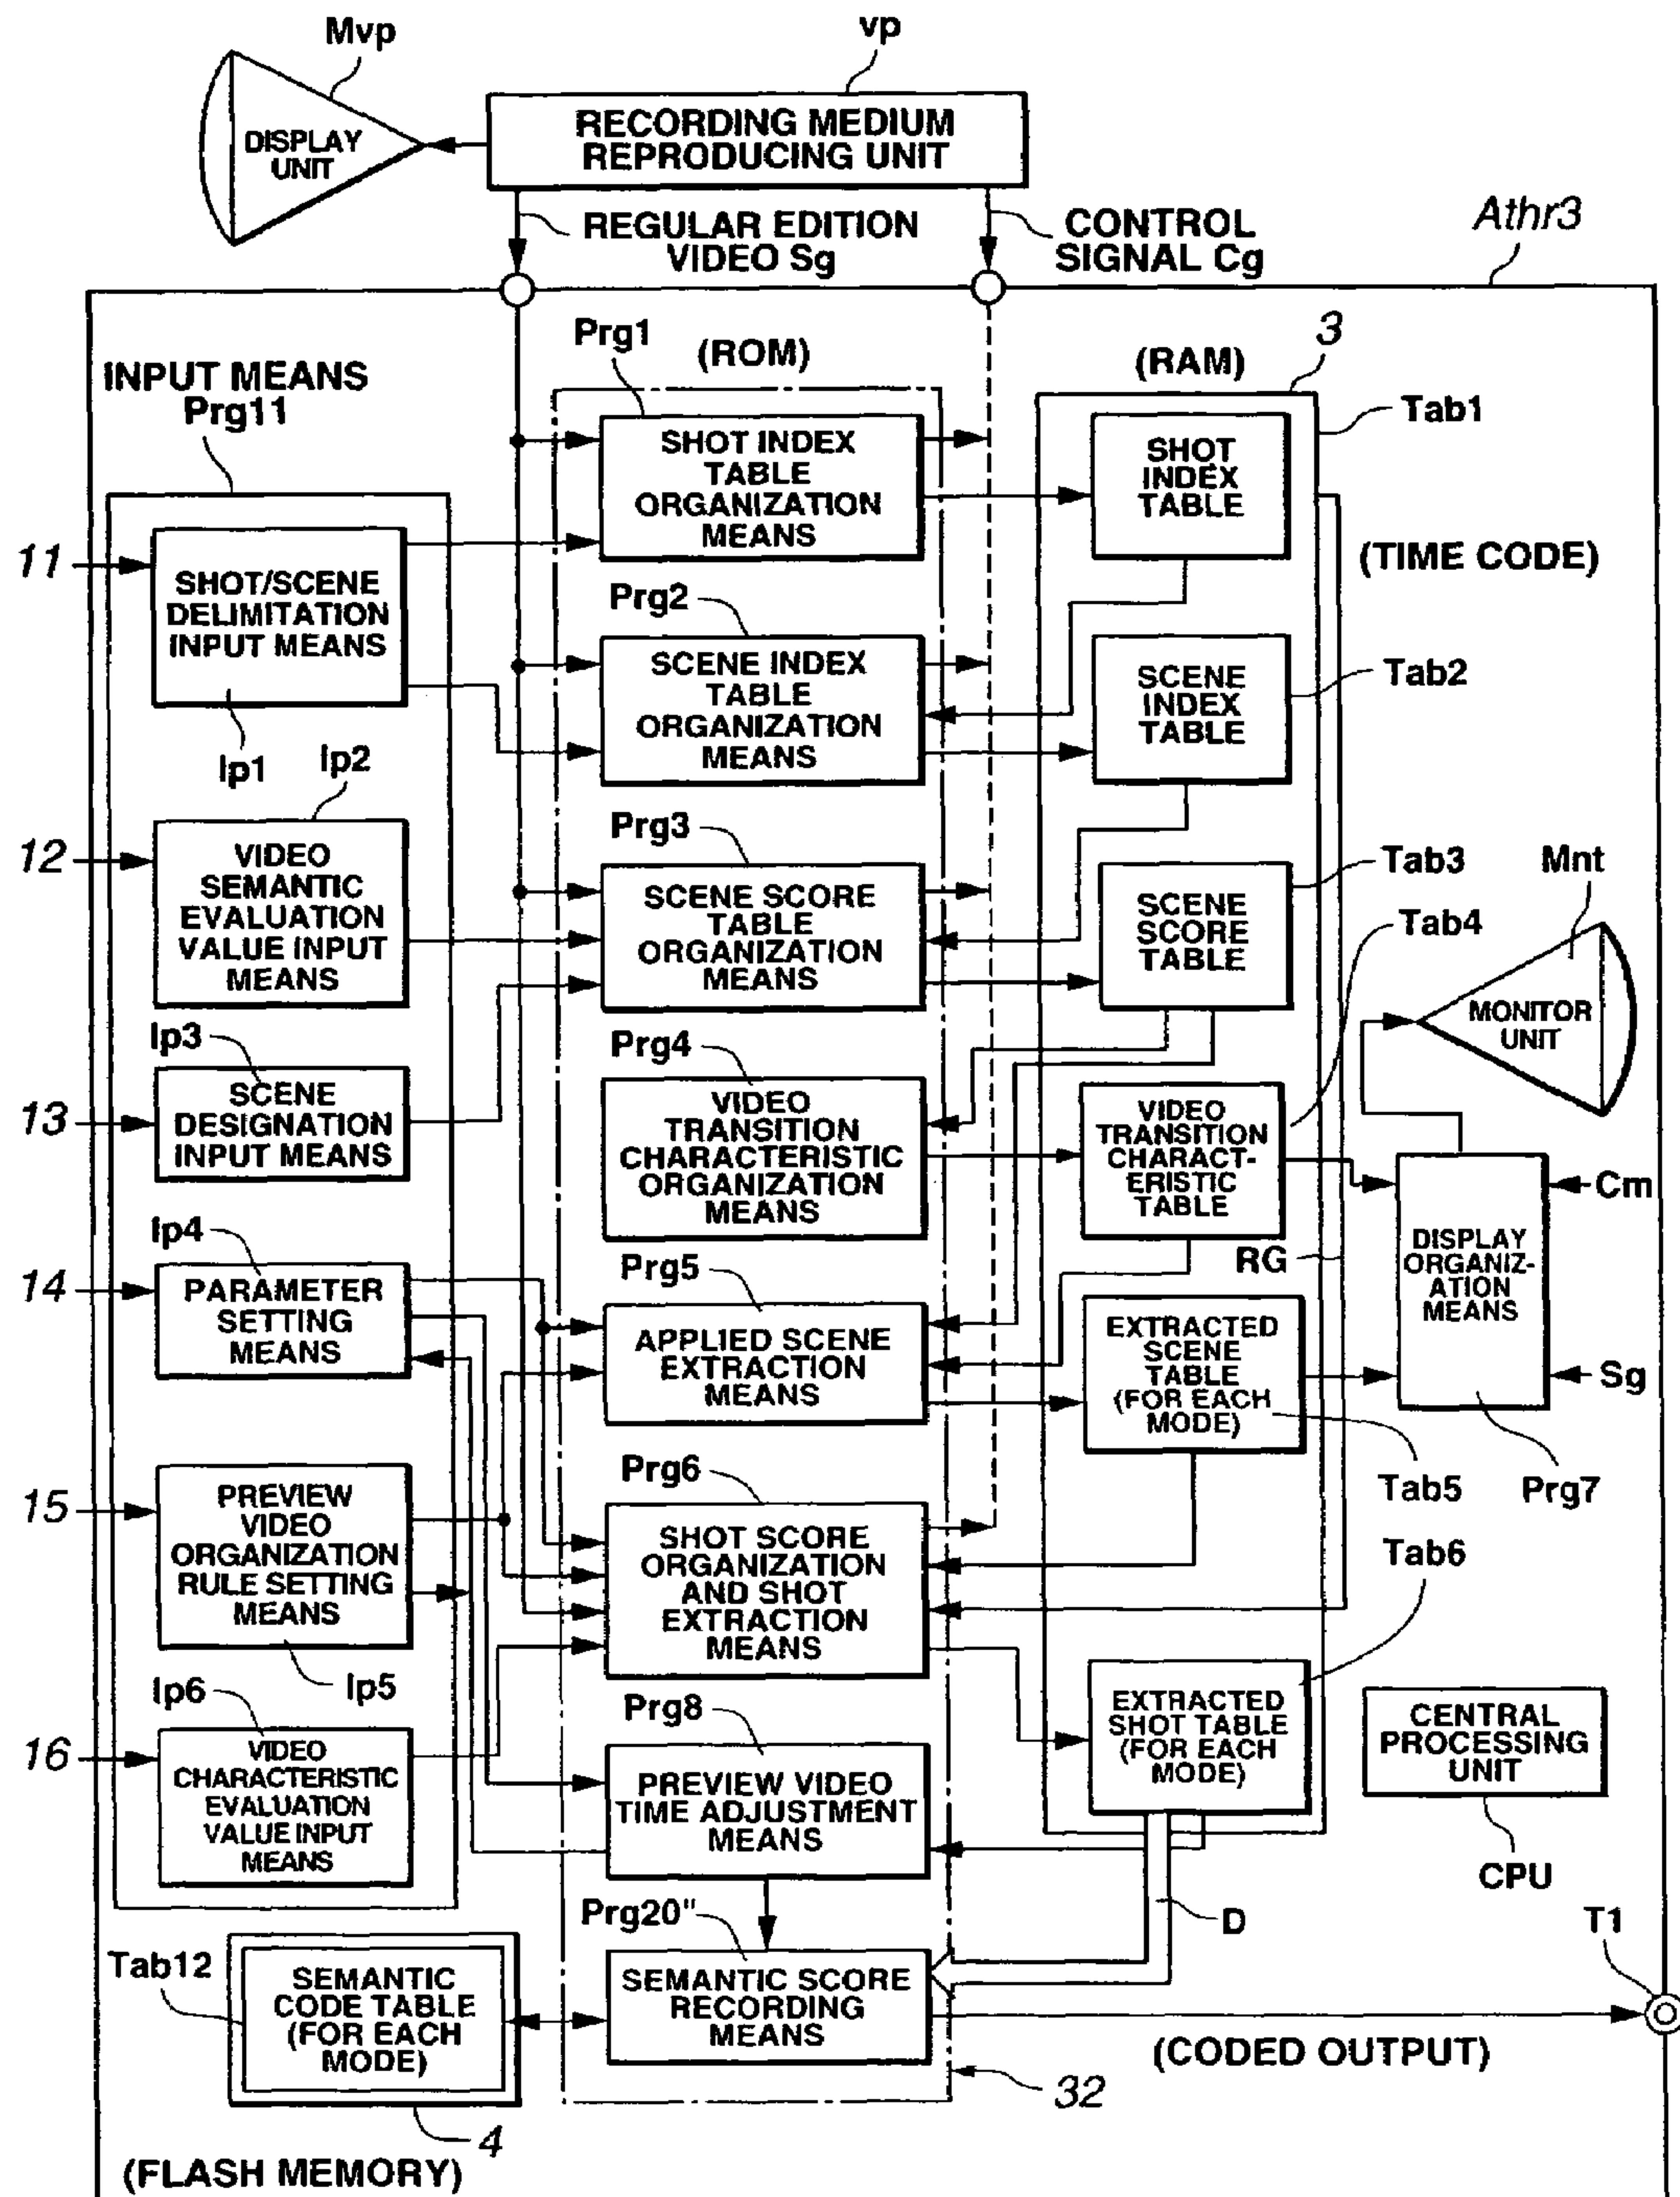 Mvp
vp
DISPLAY
UNIT
RECORDING MEDIUM
REPRODUCING UNIT
REGULAR EDITION
VIDEO Sg
CONTROL
SIGNAL Cg
Athr3
INPUT MEANS
Prg11
Prg1
(ROM)
(RAM)
3
Tab1
SHOT INDEX
TABLE
ORGANIZATION
MEANS
SHOT
INDEX
TABLE
(TIME CODE)
11
SHOT/SCENE
DELIMITATION
INPUT MEANS
Ip1
Prg2
SCENE INDEX
TABLE
ORGANIZATION
MEANS
SCENE
INDEX
TABLE
Tab2
Ip2
12
VIDEO
SEMANTIC
EVALUATION
VALUE INPUT
MEANS
Prg3
SCENE SCORE
TABLE
ORGANIZATION
MEANS
SCENE
SCORE
TABLE
Tab3
Tab4
Mnt
MONITOR
UNIT
Ip3
13
SCENE
DESIGNATION
INPUT MEANS
Prg4
VIDEO
TRANSITION
CHARACTERISTIC
ORGANIZATION
MEANS
VIDEO
TRANSITION
CHARACT-
ERISTIC
TABLE
Cm
DISPLAY
ORGANIZ-
ATION
MEANS
Sg
Prg7
RG
Ip4
14
PARAMETER
SETTING
MEANS
Prg5
APPLIED SCENE
EXTRACTION
MEANS
EXTRACTED
SCENE
TABLE
(FOR EACH
MODE)
Tab5
15
PREVIEW
VIDEO
ORGANIZATION
RULE SETTING
MEANS
Ip5
Prg6
SHOT SCORE
ORGANIZATION
AND SHOT
EXTRACTION
MEANS
Tab6
Ip6
16
VIDEO
CHARACTERISTIC
EVALUATION
VALUE INPUT
MEANS
Prg8
PREVIEW VIDEO
TIME ADJUSTMENT
MEANS
EXTRACTED
SHOT TABLE
(FOR EACH
MODE)
CENTRAL
PROCESSING
UNIT
CPU
Tab12
SEMANTIC
CODE TABLE
(FOR EACH
MODE)
4
(FLASH MEMORY)
Prg20"
SEMANTIC SCORE
RECORDING
MEANS
D
T1
(CODED OUTPUT)
32